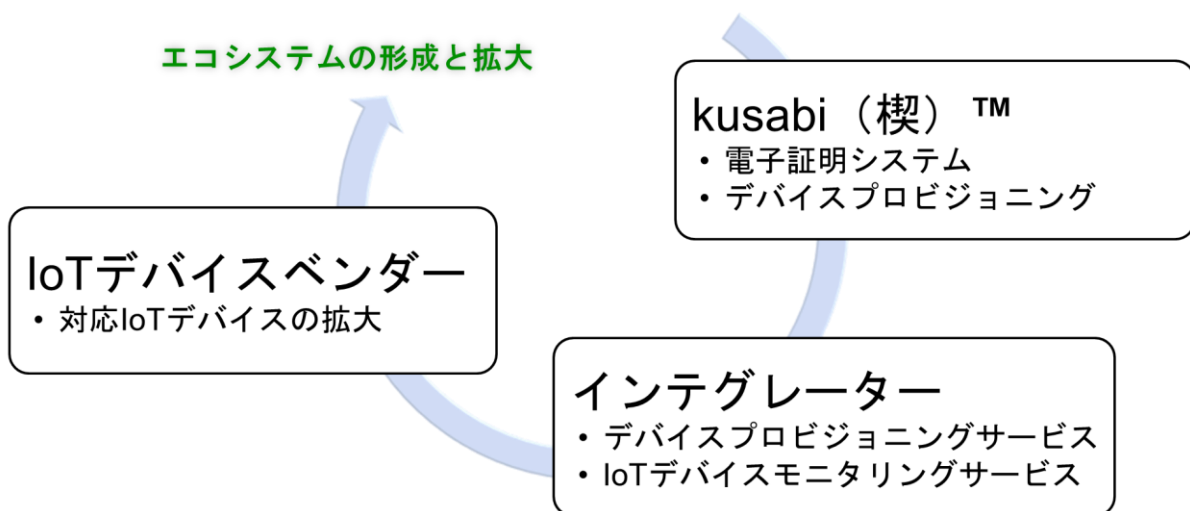 エコシステムの形成と拡大
kusabi（楔）™
• 電子証明システム
• デバイスプロビジョニング
IoTデバイスベンダー
• 対応IoTデバイスの拡大
インテグレーター
• デバイスプロビジョニングサービス
• IoTデバイスモニタリングサービス